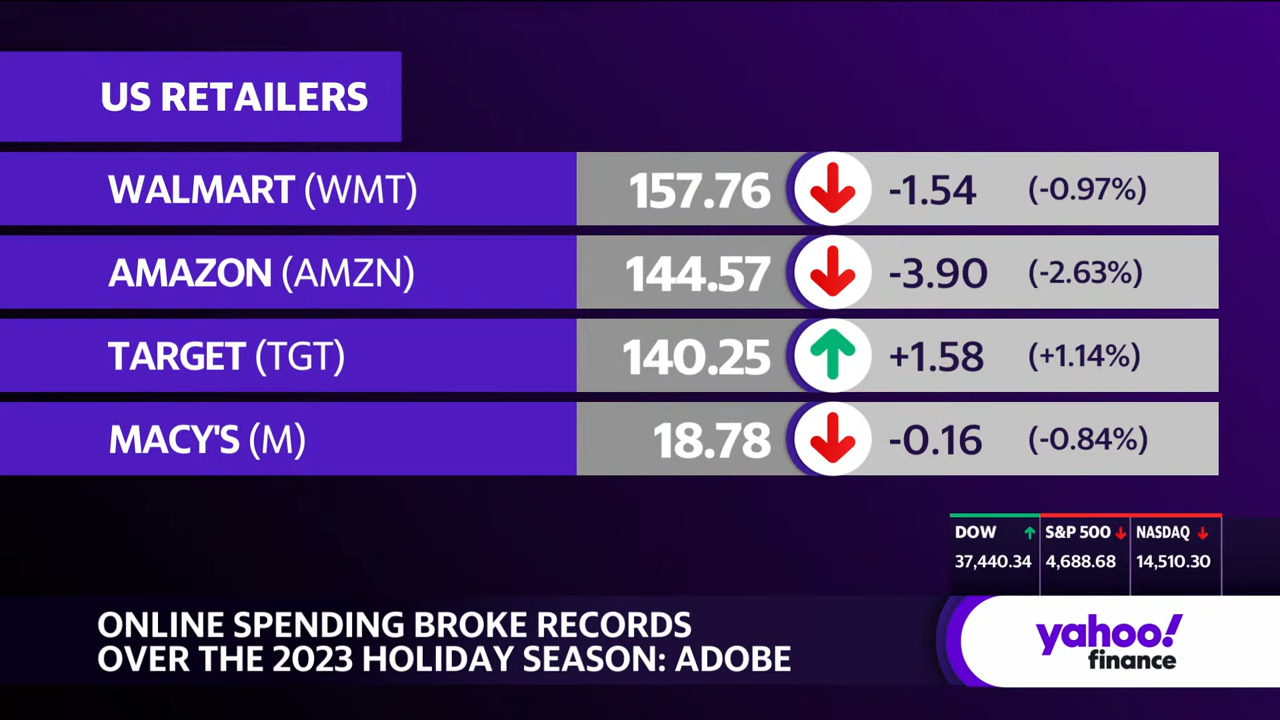 US RETAILERS
WALMART (WMT) 157.76 -1.54 (-0.97%)
AMAZON (AMZN) 144.57 -3.90 (-2.63%)
TARGET (TGT) 140.25 +1.58 (+1.14%)
MACY'S (M) 18.78 -0.16 (-0.84%)
DOW S&P 500 NASDAQ
37,440.34 4,688.68 14,510.30
ONLINE SPENDING BROKE RECORDS
OVER THE 2023 HOLIDAY SEASON: ADOBE
yahoo!
finance